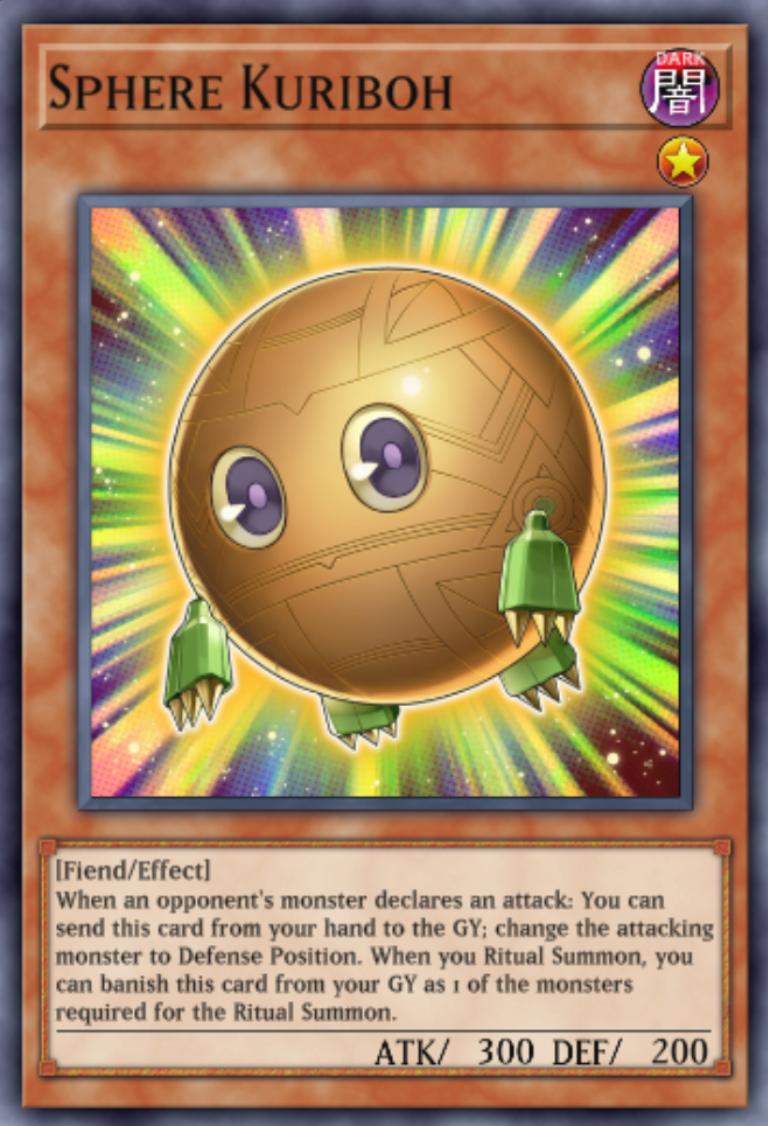 Sphere Kuriboh
DARK
闇
[Fiend/Effect]
When an opponent's monster declares an attack: You can
send this card from your hand to the GY; change the attacking
monster to Defense Position. When you Ritual Summon, you
can banish this card from your GY as 1 of the monsters
required for the Ritual Summon.
ATK/ 300 DEF/ 200